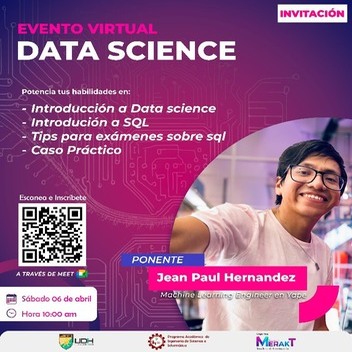 INVITACIÓN
EVENTO VIRTUAL
DATA SCIENCE
Potencia tus habilidades en:
- Introducción a Data science
- Introdución a SQL
- Tips para exámenes sobre sql
- Caso Práctico
Escaneo e Inscríbete
A TRAVÉS DE MEET
PONENTE
Jean Paul Hernandez
Machine Learning Engineer en Yape
Sábado 06 de abril
Hora 10:00 am
UDH
Programa Académico de
Ingeniería de Sistemas e
Informática
MERAKT